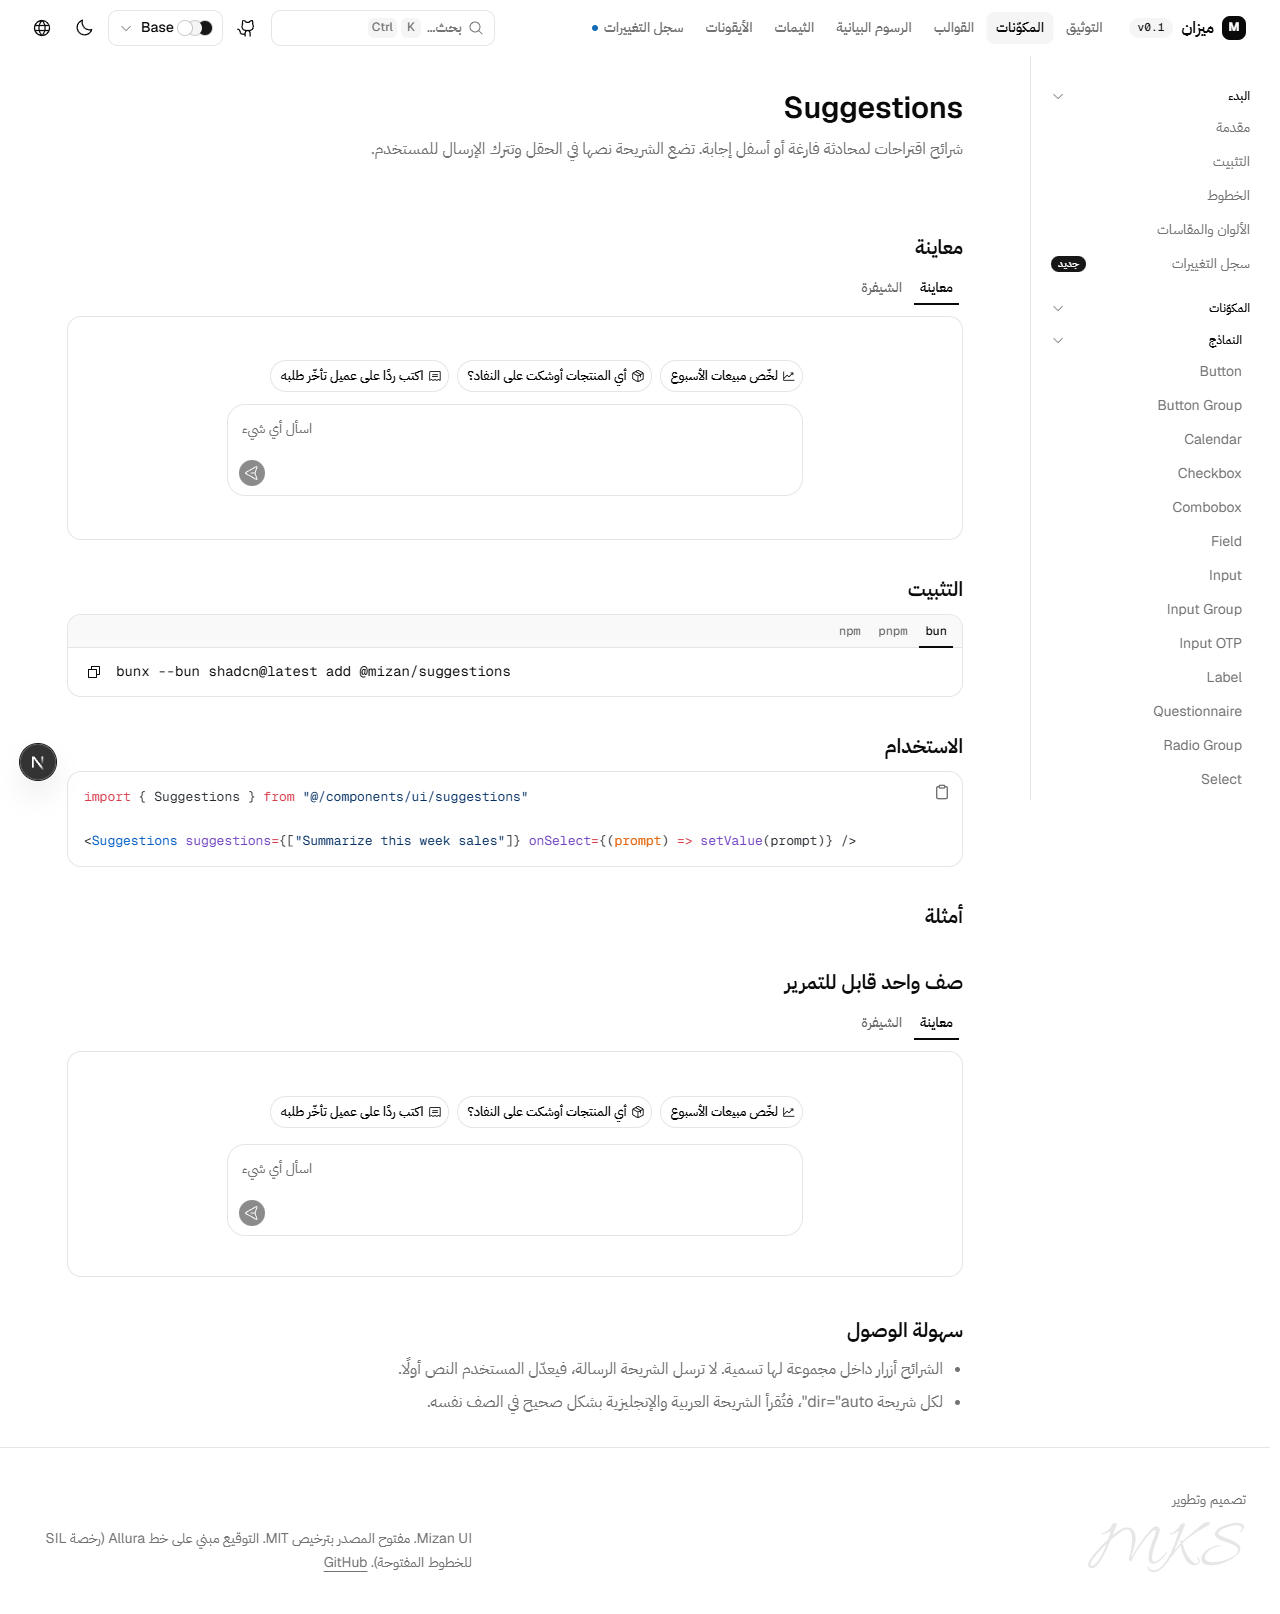 M ميزان v0.1 التوثيق المكوّنات القوالب الرسوم البيانية الثيمات الأيقونات سجل التغييرات بحث... Ctrl K Base
البدء
مقدمة
التثبيت
الخطوط
الألوان والمقاسات
سجل التغييرات جديد
المكوّنات
النماذج
Button
Button Group
Calendar
Checkbox
Combobox
Field
Input
Input Group
Input OTP
Label
Questionnaire
Radio Group
Select
Suggestions
شرائح اقتراحات لمحادثة فارغة أو أسفل إجابة. تضع الشريحة نصها في الحقل وتترك الإرسال للمستخدم.
معاينة
معاينة الشيفرة
لخّص مبيعات الأسبوع أي المنتجات أوشكت على النفاد؟ اكتب ردًا على عميل تأخّر طلبه
اسأل أي شيء
التثبيت
bun pnpm npm
bunx --bun shadcn@latest add @mizan/suggestions
الاستخدام
import { Suggestions } from "@/components/ui/suggestions"
<Suggestions suggestions={["Summarize this week sales"]} onSelect={(prompt) => setValue(prompt)} />
أمثلة
صف واحد قابل للتمرير
معاينة الشيفرة
لخّص مبيعات الأسبوع أي المنتجات أوشكت على النفاد؟ اكتب ردًا على عميل تأخّر طلبه
اسأل أي شيء
سهولة الوصول
• الشرائح أزرار داخل مجموعة لها تسمية. لا ترسل الشريحة الرسالة، فيعدّل المستخدم النص أولًا.
• لكل شريحة dir="auto"، فتُقرأ الشريحة العربية والإنجليزية بشكل صحيح في الصف نفسه.
تصميم وتطوير
MKS
Mizan UI. مفتوح المصدر بترخيص MIT. التوقيع مبني على خط Allura (رخصة SIL
للخطوط المفتوحة). GitHub